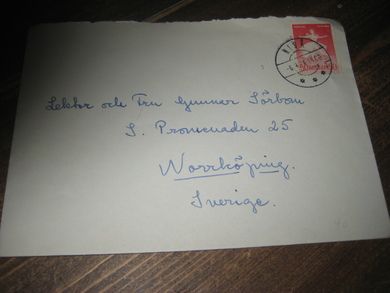 Lektor och Fru Gunnar Sörbom
S. Promenaden 25
Norrköping.
Sverige.